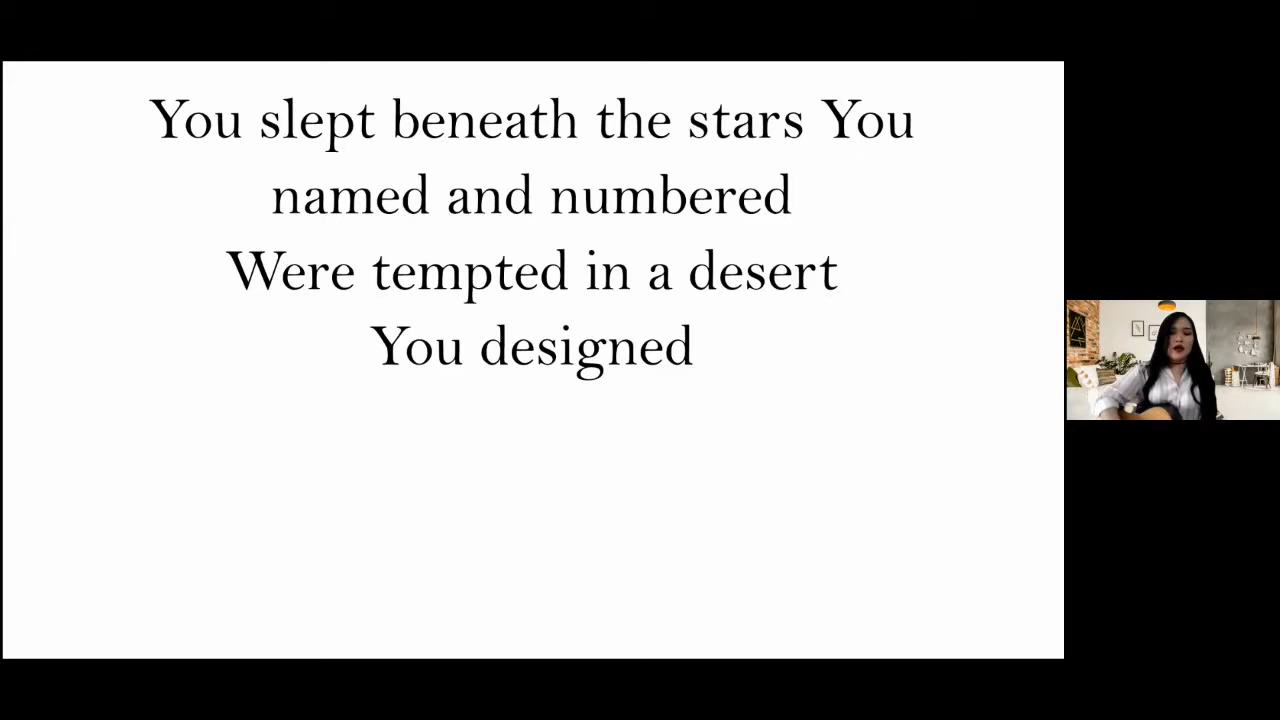 You slept beneath the stars You
named and numbered
Were tempted in a desert
You designed